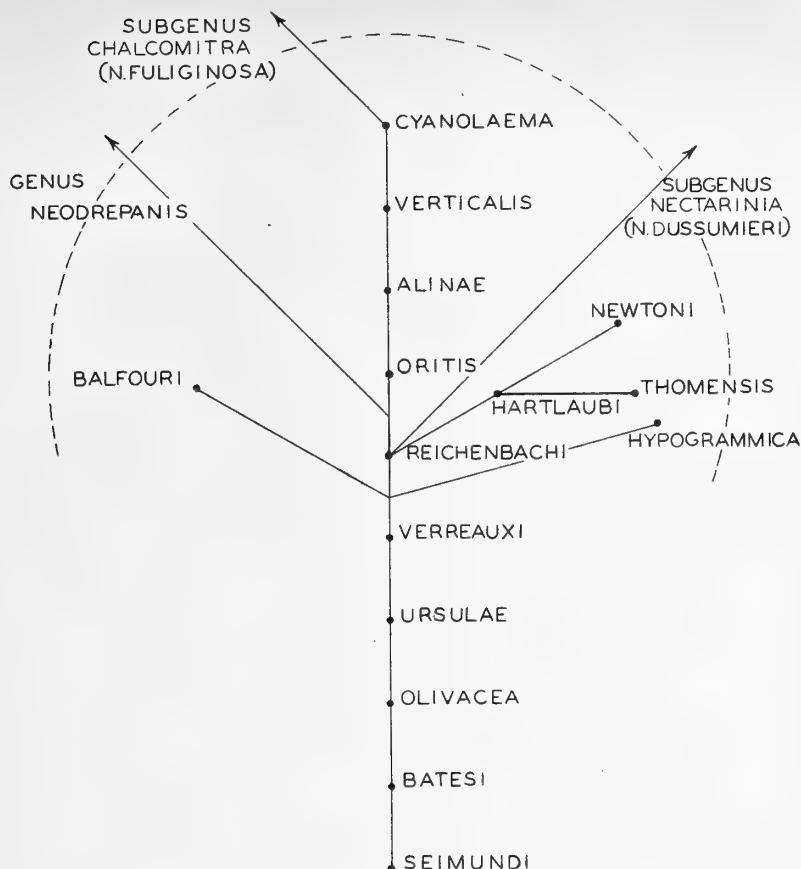 SUBGENUS
CHALCOMITRA
(N.FULIGINOSA)
CYANOLAEMA
GENUS
NEODREPANIS
VERTICALIS
SUBGENUS
NECTARINIA
(N.DUSSUMIERI)
ALINAE
NEWTONI
BALFOURI
ORITIS
HARTLAUBI
THOMENSIS
HYPOGRAMMICA
REICHENBACHI
VERREAUXI
URSULAE
OLIVACEA
BATESI
SEIMUNDI